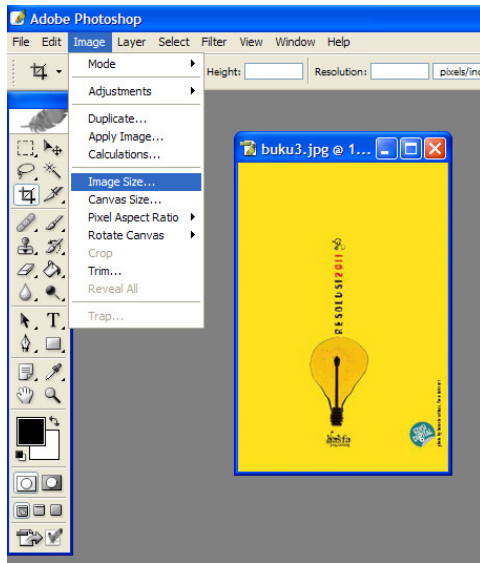 Adobe Photoshop
File Edit Image Layer Select Filter View Window Help
Height: Resolution: pixels/inc
Mode
Adjustments
Duplicate...
Apply Image...
Calculations...
Image Size...
Canvas Size...
Pixel Aspect Ratio
Rotate Canvas
Crop
Trim...
Reveal All
Trap...
buku3.jpg @ 1...
RESOLUSI2011
EDISI
DIGITAL
T